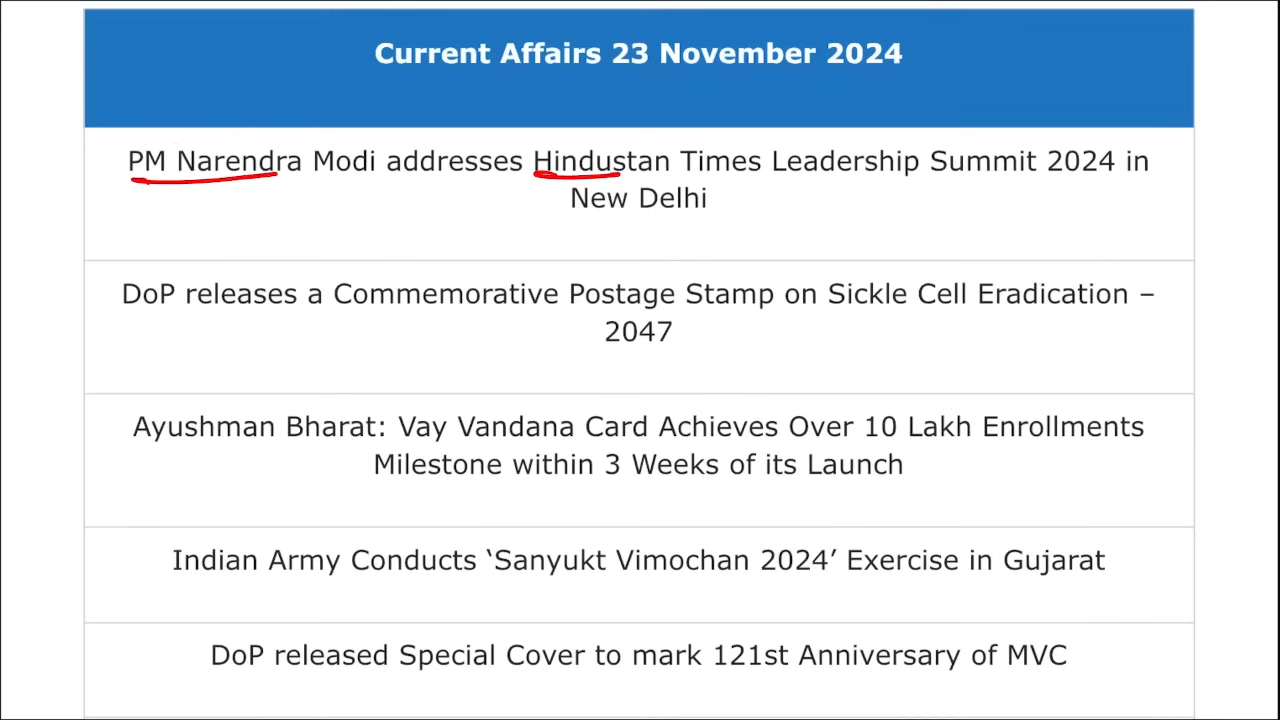 Current Affairs 23 November 2024
PM Narendra Modi addresses Hindustan Times Leadership Summit 2024 in
New Delhi
DoP releases a Commemorative Postage Stamp on Sickle Cell Eradication –
2047
Ayushman Bharat: Vay Vandana Card Achieves Over 10 Lakh Enrollments
Milestone within 3 Weeks of its Launch
Indian Army Conducts ‘Sanyukt Vimochan 2024’ Exercise in Gujarat
DoP released Special Cover to mark 121st Anniversary of MVC